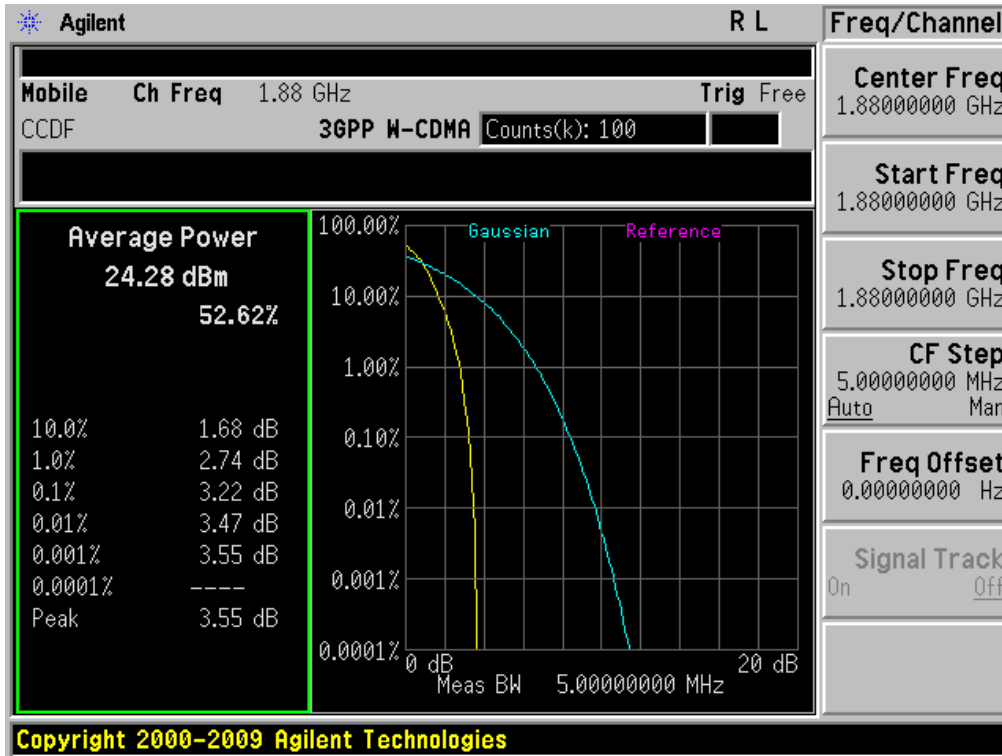 Agilent
R L
Freq/Channel
Mobile Ch Freq 1.88 GHz Trig Free
CCDF 3GPP W-CDMA Counts(k): 100
Average Power
24.28 dBm
52.62%
10.0% 1.68 dB
1.0% 2.74 dB
0.1% 3.22 dB
0.01% 3.47 dB
0.001% 3.55 dB
0.0001% ----
Peak 3.55 dB
Gaussian Reference
100.00%
10.00%
1.00%
0.10%
0.01%
0.001%
0.0001%
0 dB 20 dB
Meas BW 5.00000000 MHz
Center Freq
1.88000000 GHz
Start Freq
1.88000000 GHz
Stop Freq
1.88000000 GHz
CF Step
5.00000000 MHz
Auto Man
Freq Offset
0.00000000 Hz
Signal Track
On Off
Copyright 2000-2009 Agilent Technologies